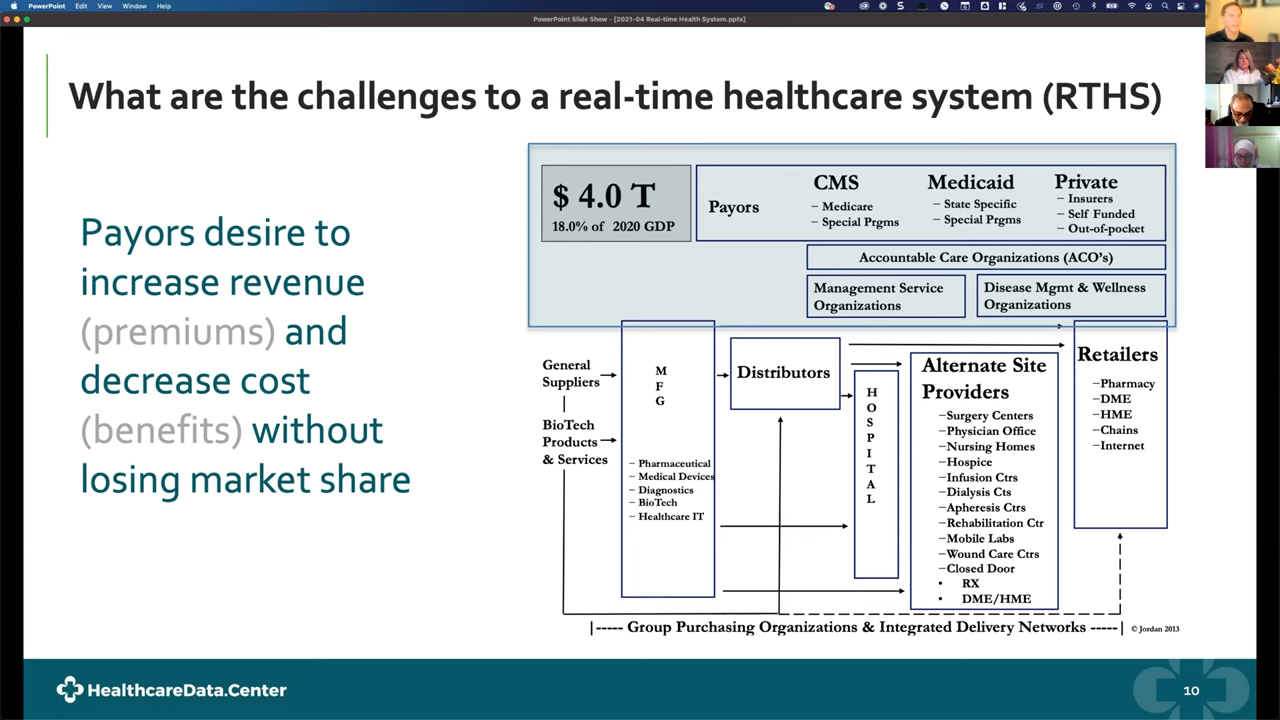 PowerPoint Edit View Window Help
PowerPoint Slide Show - [2021-04 Real-time Health System.pptx]
What are the challenges to a real-time healthcare system (RTHS)
Payors desire to
increase revenue
(premiums) and
decrease cost
(benefits) without
losing market share
$ 4.0 T
18.0% of 2020 GDP
Payors
CMS
– Medicare
– Special Prgms
Medicaid
– State Specific
– Special Prgms
Private
– Insurers
– Self Funded
– Out-of-pocket
Accountable Care Organizations (ACO's)
Management Service
Organizations
Disease Mgmt & Wellness
Organizations
General
Suppliers
BioTech
Products
& Services
M
F
G
– Pharmaceutical
– Medical Devices
– Diagnostics
– BioTech
– Healthcare IT
Distributors
H
O
S
P
I
T
A
L
Alternate Site
Providers
–Surgery Centers
–Physician Office
–Nursing Homes
–Hospice
–Infusion Ctrs
–Dialysis Cts
–Apheresis Ctrs
–Rehabilitation Ctr
–Mobile Labs
–Wound Care Ctrs
–Closed Door
• RX
• DME/HME
Retailers
–Pharmacy
–DME
–HME
–Chains
–Internet
|----- Group Purchasing Organizations & Integrated Delivery Networks -----|
© Jordan 2013
HealthcareData.Center
10